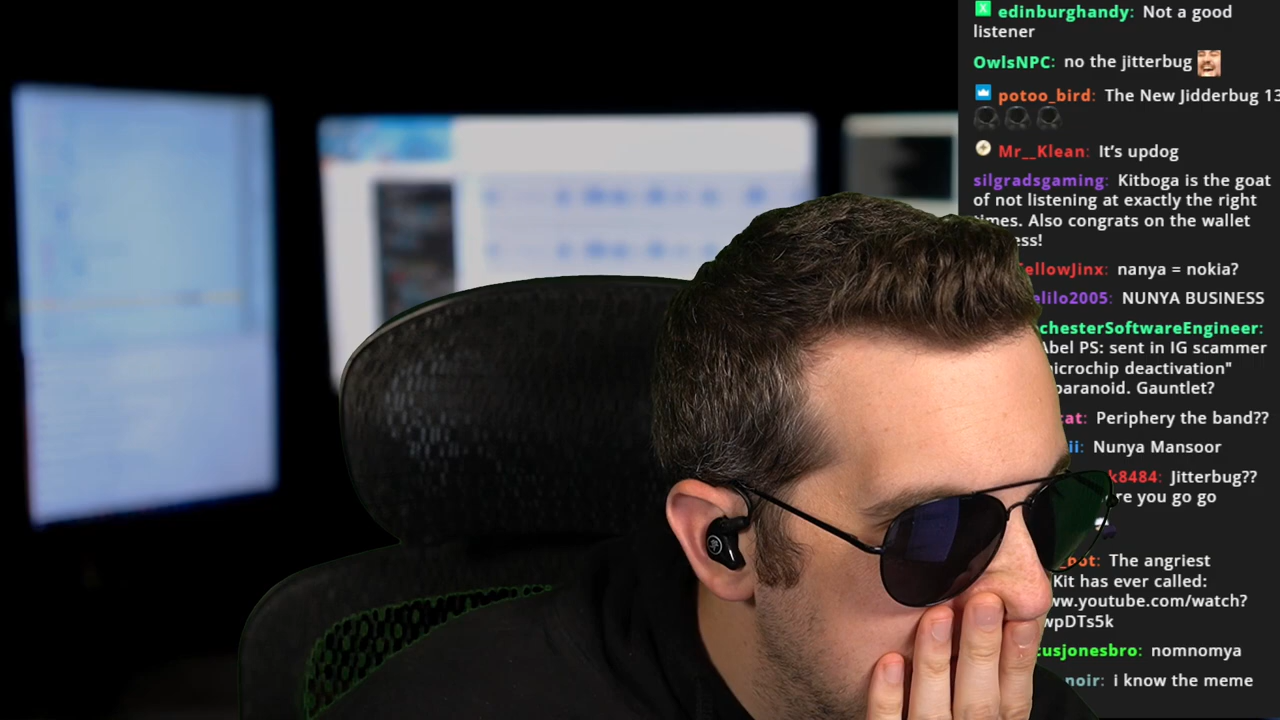 edinburghandy: Not a good
listener
OwlsNPC: no the jitterbug
potoo_bird: The New Jidderbug 13
Mr__Klean: It's updog
silgradsgaming: Kitboga is the goat
of not listening at exactly the right
times. Also congrats on the wallet
ess!
ellowJinx: nanya = nokia?
elilo2005: NUNYA BUSINESS
chesterSoftwareEngineer:
Abel PS: sent in IG scammer
microchip deactivation"
paranoid. Gauntlet?
cat: Periphery the band??
ii: Nunya Mansoor
k8484: Jitterbug??
re you go go
bot: The angriest
Kit has ever called:
ww.youtube.com/watch?
wpDTs5k
cusjonesbro: nomnomya
noir: i know the meme